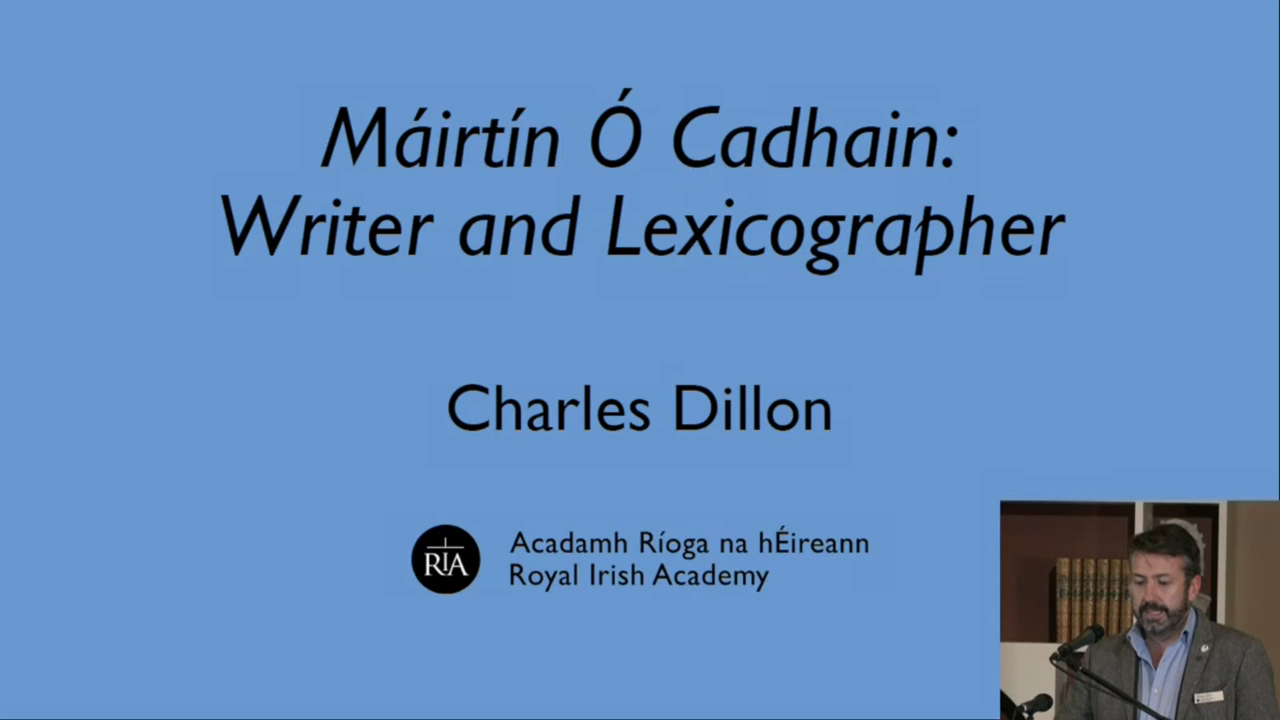 Máirtín Ó Cadhain:
Writer and Lexicographer
Charles Dillon
RIA
Acadamh Ríoga na hÉireann
Royal Irish Academy